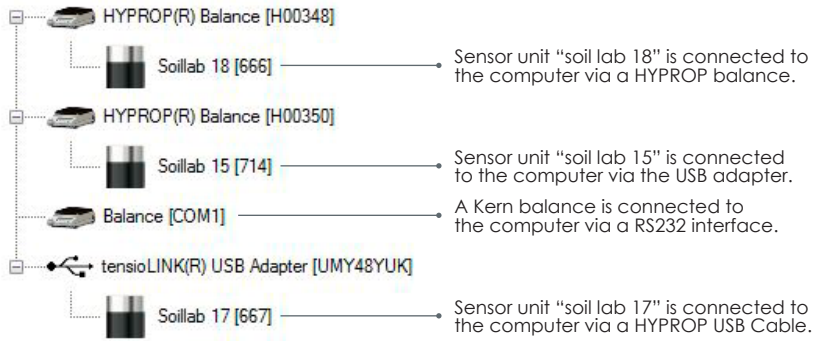 HYPROP(R) Balance [H00348]
Soillab 18 [666]
Sensor unit “soil lab 18” is connected to
the computer via a HYPROP balance.
HYPROP(R) Balance [H00350]
Soillab 15 [714]
Sensor unit “soil lab 15” is connected
to the computer via the USB adapter.
Balance [COM1]
A Kern balance is connected to
the computer via a RS232 interface.
tensioLINK(R) USB Adapter [UMY48YUK]
Soillab 17 [667]
Sensor unit “soil lab 17” is connected to
the computer via a HYPROP USB Cable.